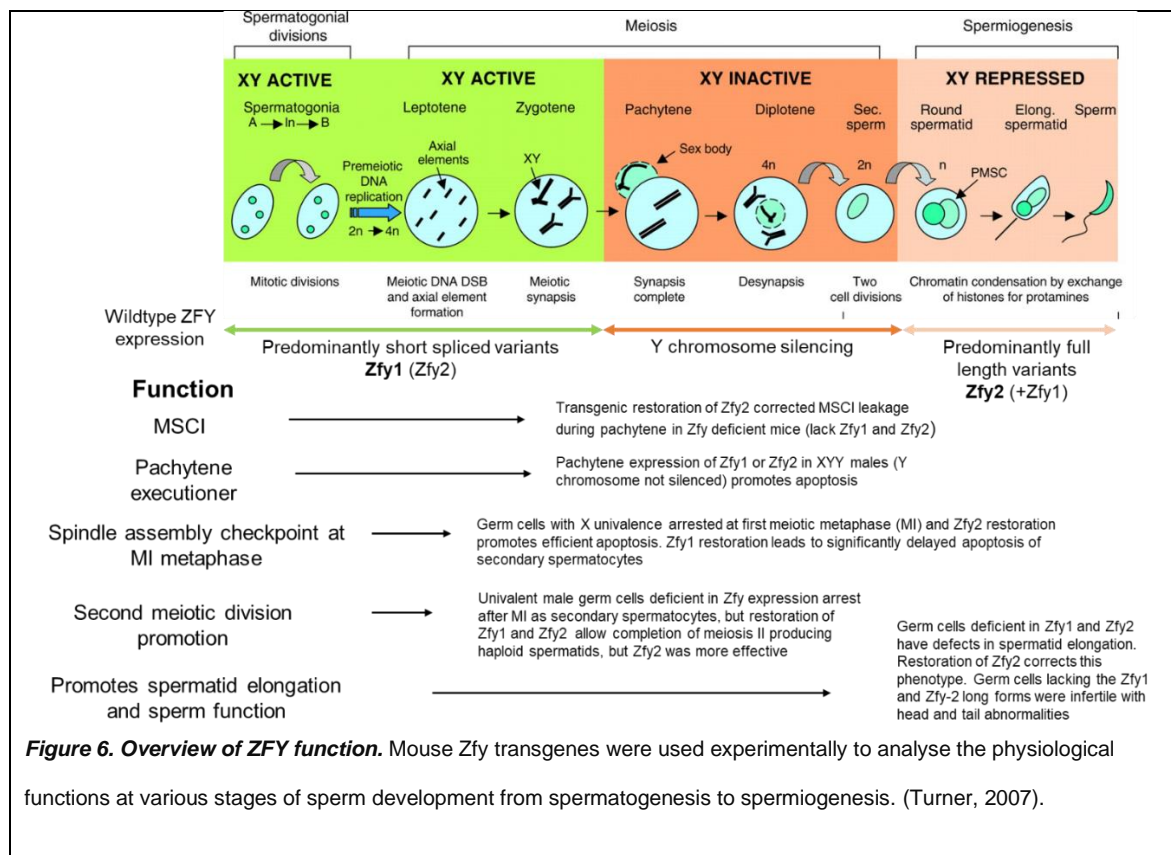 Spermatogonial
divisions
Meiosis
Spermiogenesis
XY ACTIVE
XY ACTIVE
XY INACTIVE
XY REPRESSED
Spermatogonia
A → In → B
Leptotene
Zygotene
Pachytene
Diplotene
Sec.
sperm
Round
spermatid
Elong.
spermatid
Sperm
Axial
elements
XY
Sex body
4n
2n
n
PMSC
Premeiotic
DNA
replication
2n → 4n
Mitotic divisions
Meiotic DNA DSB
and axial element
formation
Meiotic
synapsis
Synapsis
complete
Desynapsis
Two
cell divisions
Chromatin condensation by exchange
of histones for protamines
Wildtype ZFY
expression
Predominantly short spliced variants
Zfy1 (Zfy2)
Y chromosome silencing
Predominantly full
length variants
Zfy2 (+Zfy1)
Function
MSCI
Transgenic restoration of Zfy2 corrected MSCI leakage
during pachytene in Zfy deficient mice (lack Zfy1 and Zfy2)
Pachytene
executioner
Pachytene expression of Zfy1 or Zfy2 in XYY males (Y
chromosome not silenced) promotes apoptosis
Spindle assembly checkpoint at
MI metaphase
Germ cells with X univalence arrested at first meiotic metaphase (MI) and Zfy2 restoration
promotes efficient apoptosis. Zfy1 restoration leads to significantly delayed apoptosis of
secondary spermatocytes
Second meiotic division
promotion
Univalent male germ cells deficient in Zfy expression arrest
after MI as secondary spermatocytes, but restoration of
Zfy1 and Zfy2 allow completion of meiosis II producing
haploid spermatids, but Zfy2 was more effective
Promotes spermatid elongation
and sperm function
Germ cells deficient in Zfy1 and Zfy2
have defects in spermatid elongation.
Restoration of Zfy2 corrects this
phenotype. Germ cells lacking the Zfy1
and Zfy-2 long forms were infertile with
head and tail abnormalities
Figure 6. Overview of ZFY function. Mouse Zfy transgenes were used experimentally to analyse the physiological
functions at various stages of sperm development from spermatogenesis to spermiogenesis. (Turner, 2007).